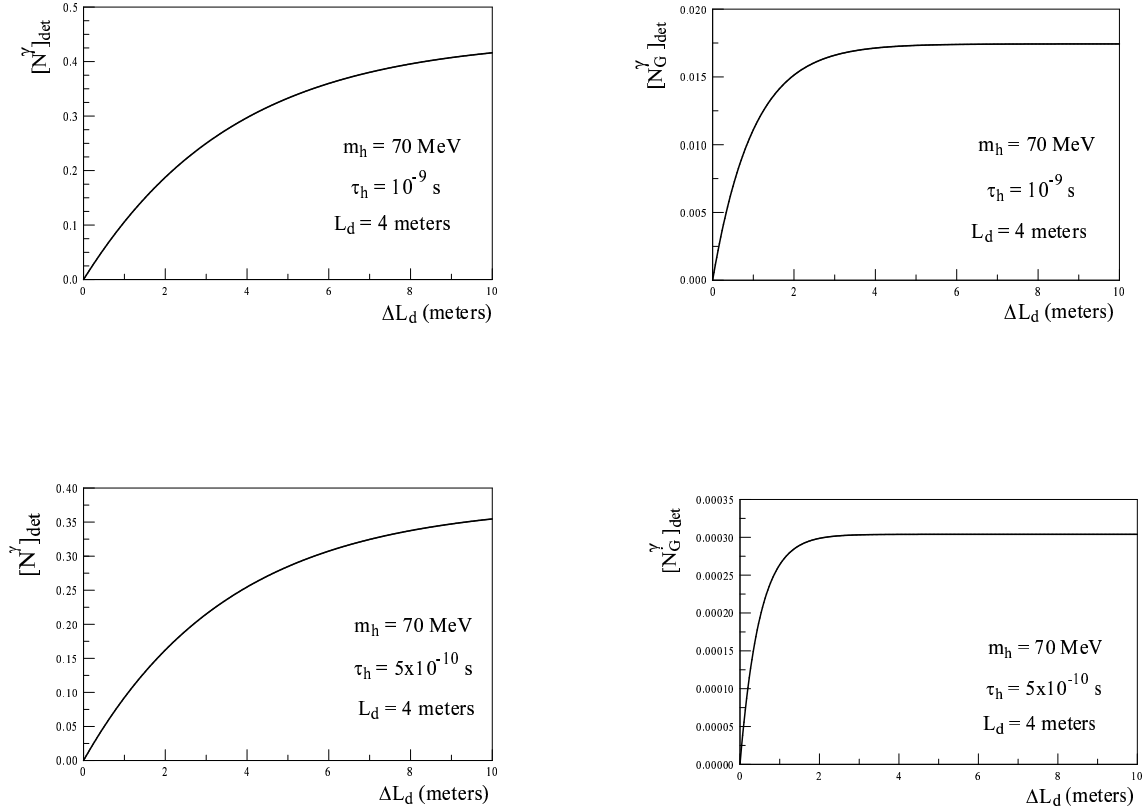 0.5
0.4
0.3
0.2
0.1
0.0
[N^γ]_det
m_h = 70 MeV
τ_h = 10^-9 s
L_d = 4 meters
0 2 4 6 8 10
ΔL_d (meters)
0.020
0.015
0.010
0.005
0.000
[N_G^γ]_det
m_h = 70 MeV
τ_h = 10^-9 s
L_d = 4 meters
0 2 4 6 8 10
ΔL_d (meters)
0.40
0.35
0.30
0.25
0.20
0.15
0.10
0.05
0.00
[N^γ]_det
m_h = 70 MeV
τ_h = 5x10^-10 s
L_d = 4 meters
0 2 4 6 8 10
ΔL_d (meters)
0.00035
0.00030
0.00025
0.00020
0.00015
0.00010
0.00005
0.00000
[N_G^γ]_det
m_h = 70 MeV
τ_h = 5x10^-10 s
L_d = 4 meters
0 2 4 6 8 10
ΔL_d (meters)